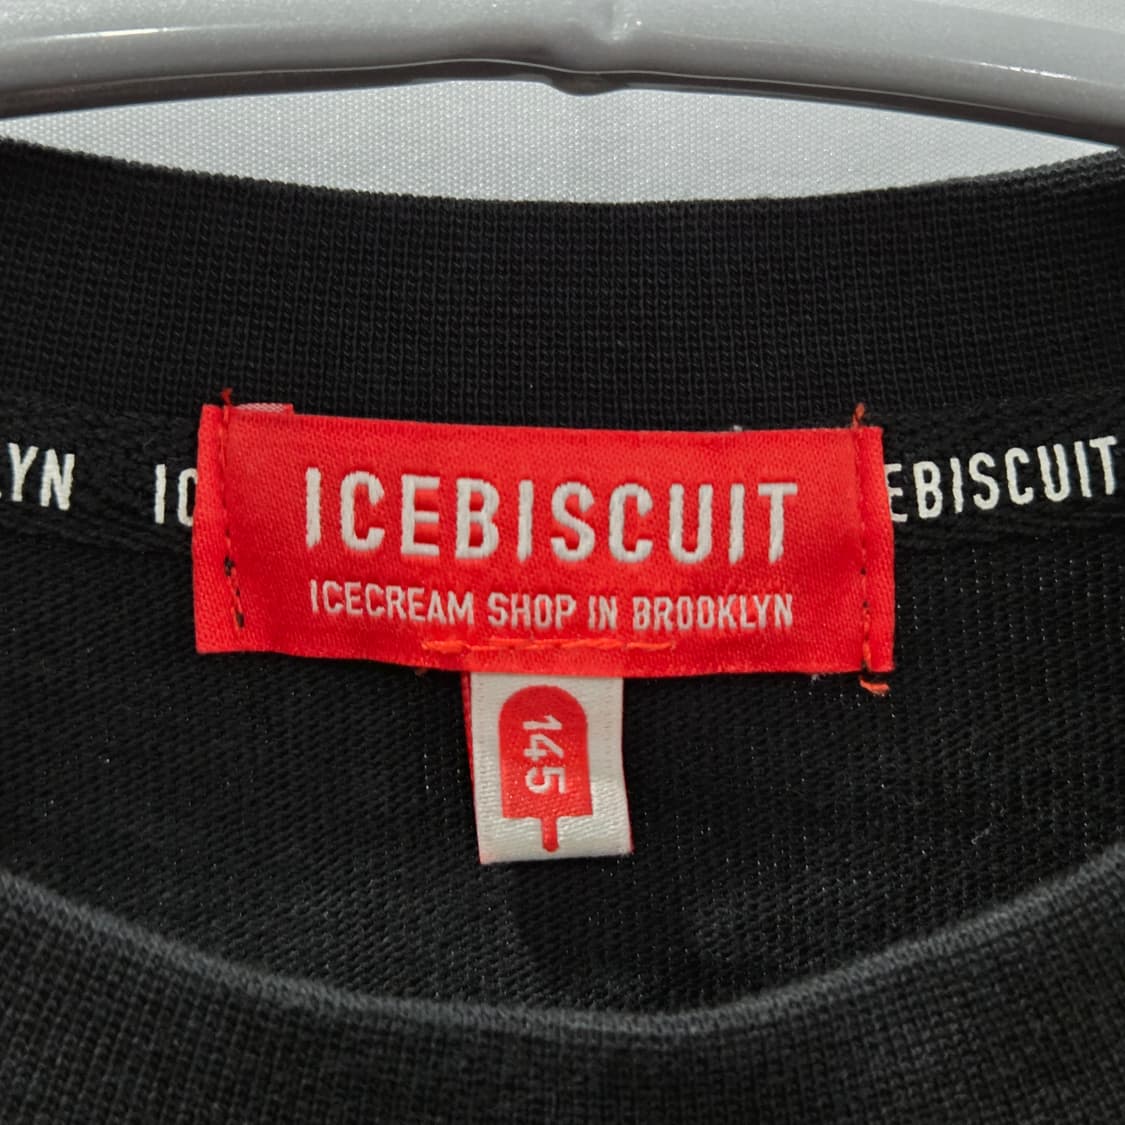 LYN IC
ICEBISCUIT
ICECREAM SHOP IN BROOKLYN
EBISCUIT
145